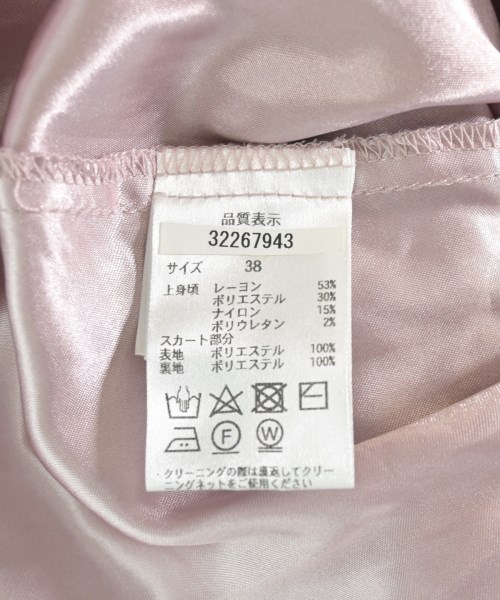 品質表示
32267943
サイズ 38
上身頃 レーヨン 53%
ポリエステル 30%
ナイロン 15%
ポリウレタン 2%
スカート部分
表地 ポリエステル 100%
裏地 ポリエステル 100%
F W
クリーニングの際は裏返してクリー
ニングネットをご使用ください